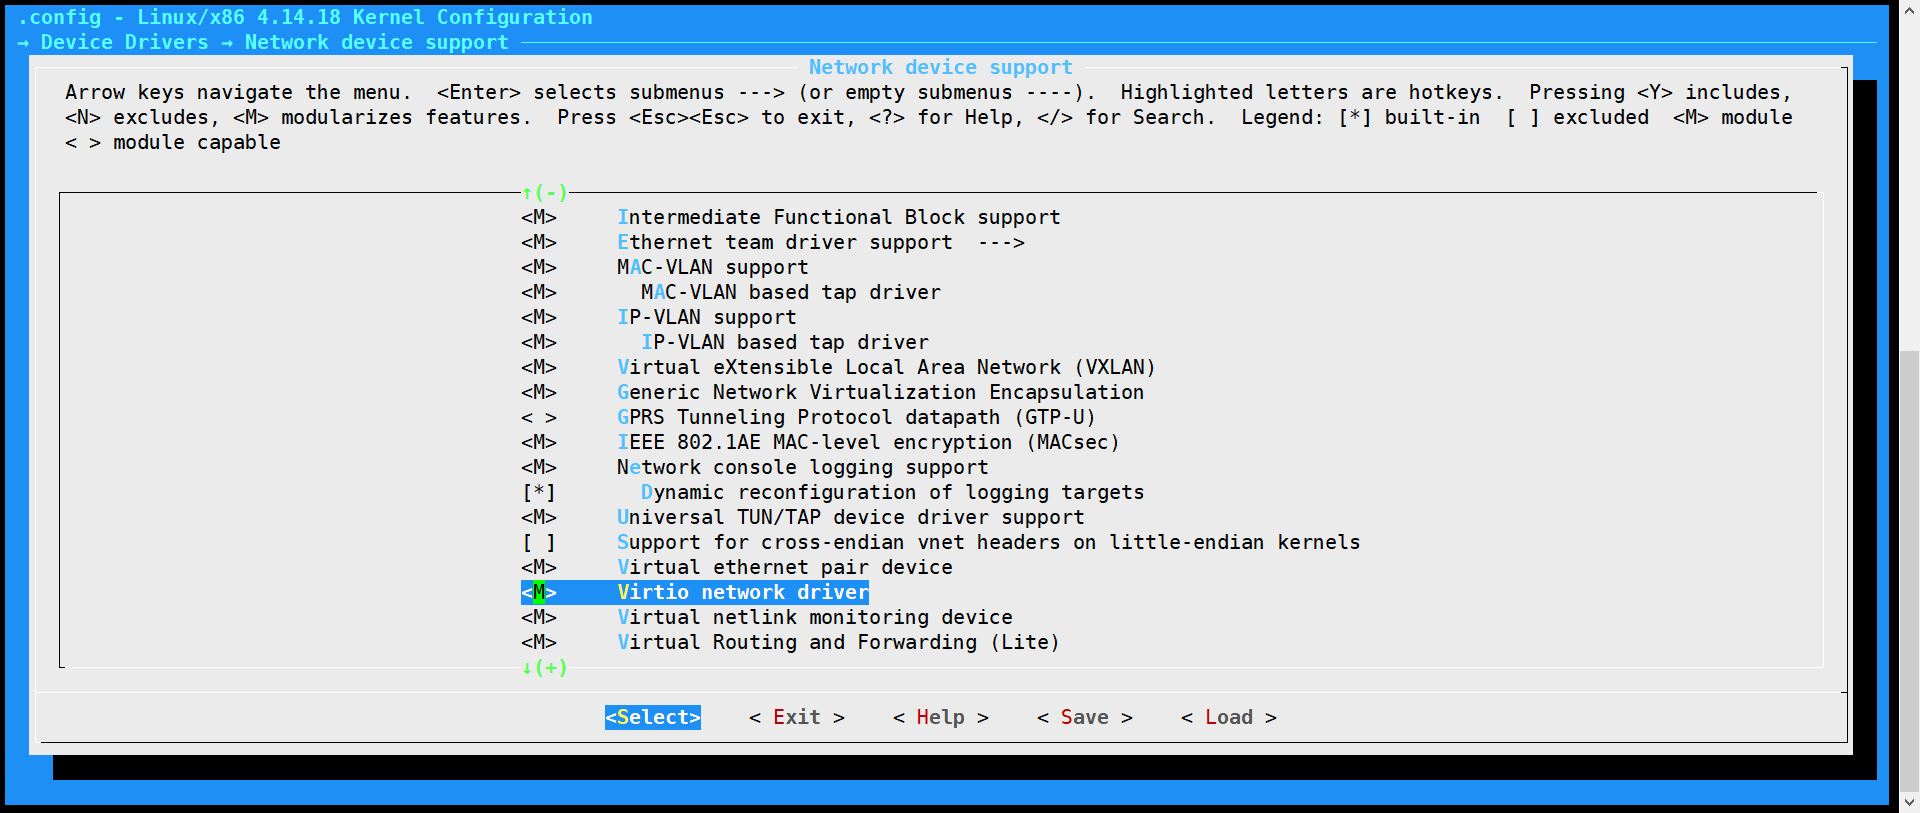 .config - Linux/x86 4.14.18 Kernel Configuration
→ Device Drivers → Network device support
Network device support
Arrow keys navigate the menu.  <Enter> selects submenus ---> (or empty submenus ----).  Highlighted letters are hotkeys.  Pressing <Y> includes,
<N> excludes, <M> modularizes features.  Press <Esc><Esc> to exit, <?> for Help, </> for Search.  Legend: [*] built-in  [ ] excluded  <M> module
< > module capable
↑(-)
<M>     Intermediate Functional Block support
<M>     Ethernet team driver support  --->
<M>     MAC-VLAN support
<M>       MAC-VLAN based tap driver
<M>     IP-VLAN support
<M>       IP-VLAN based tap driver
<M>     Virtual eXtensible Local Area Network (VXLAN)
<M>     Generic Network Virtualization Encapsulation
< >     GPRS Tunneling Protocol datapath (GTP-U)
<M>     IEEE 802.1AE MAC-level encryption (MACsec)
<M>     Network console logging support
[*]       Dynamic reconfiguration of logging targets
<M>     Universal TUN/TAP device driver support
[ ]     Support for cross-endian vnet headers on little-endian kernels
<M>     Virtual ethernet pair device
<M>     Virtio network driver
<M>     Virtual netlink monitoring device
<M>     Virtual Routing and Forwarding (Lite)
↓(+)
<Select>    < Exit >    < Help >    < Save >    < Load >